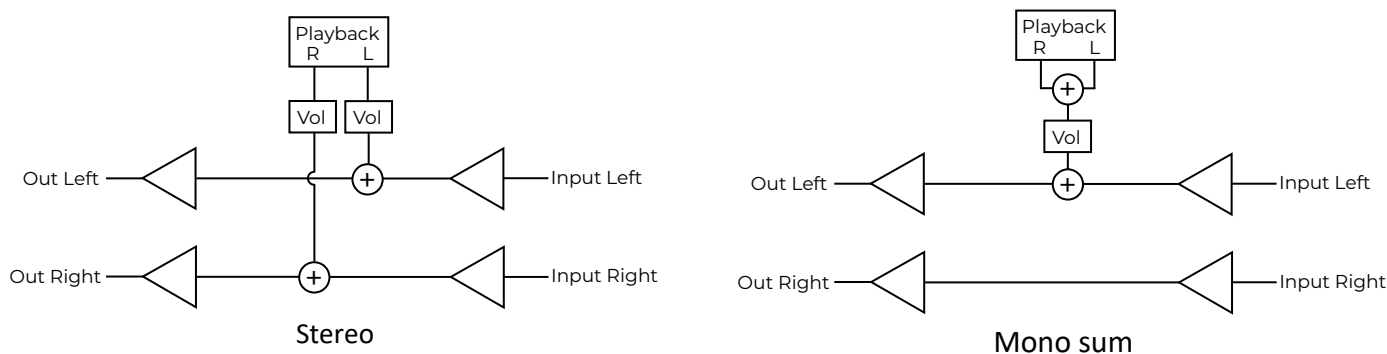 Playback
R L
Vol Vol
Out Left
+
Input Left
Out Right
+
Input Right
Stereo
Playback
R L
+
Vol
Out Left
+
Input Left
Out Right
Input Right
Mono sum